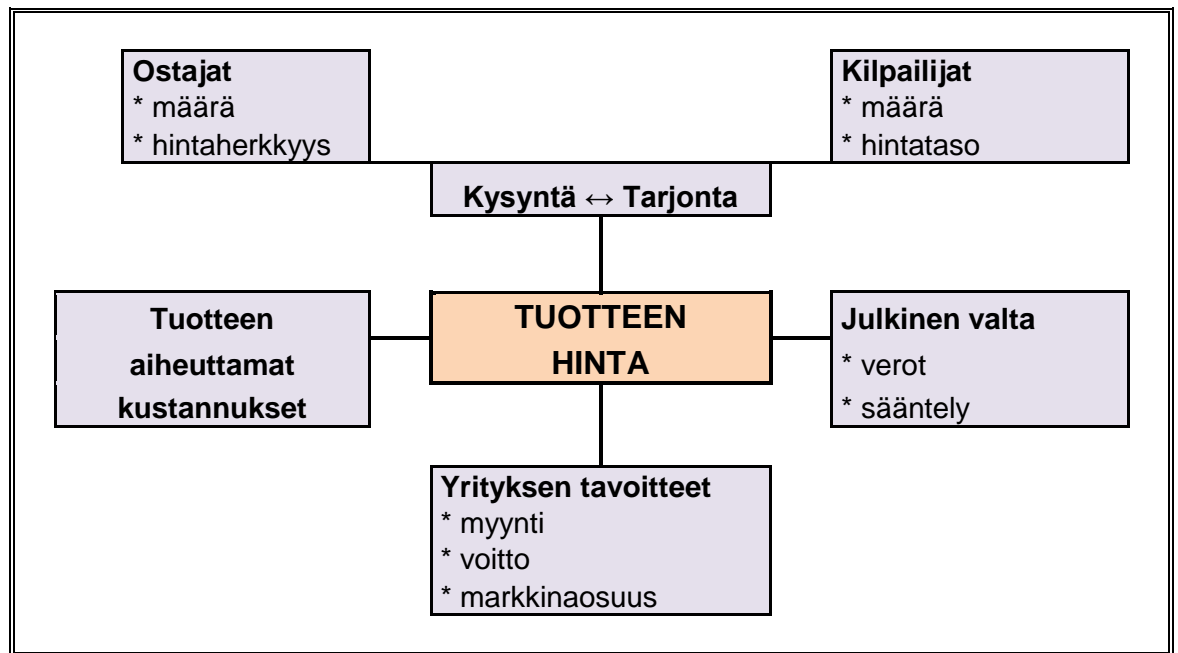 Ostajat
* määrä
* hintaherkkyys
Kilpailijat
* määrä
* hintataso
Kysyntä ↔ Tarjonta
Tuotteen
aiheuttamat
kustannukset
TUOTTEEN
HINTA
Julkinen valta
* verot
* sääntely
Yrityksen tavoitteet
* myynti
* voitto
* markkinaosuus